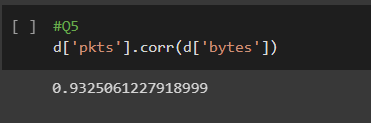 [ ] #Q5
d['pkts'].corr(d['bytes'])
0.9325061227918999